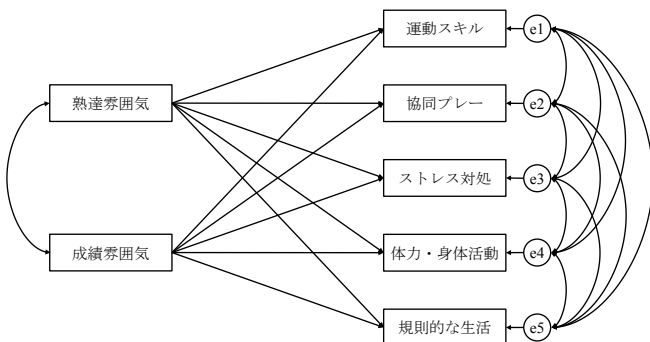 運動スキル
e1
熟達雰囲気
協同プレー
e2
ストレス対処
e3
成績雰囲気
体力・身体活動
e4
規則的な生活
e5